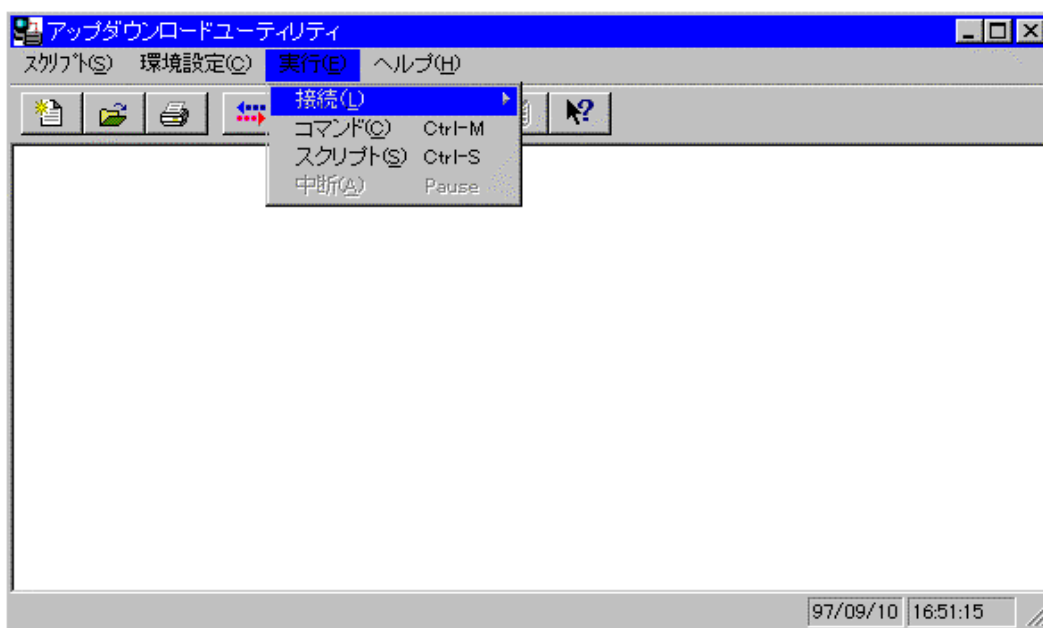 アップダウンロードユーティリティ
スクリプト(S) 環境設定(C) 実行(E) ヘルプ(H)
接続(L)
コマンド(C) Ctrl-M
スクリプト(S) Ctrl-S
中断(A) Pause
97/09/10 16:51:15